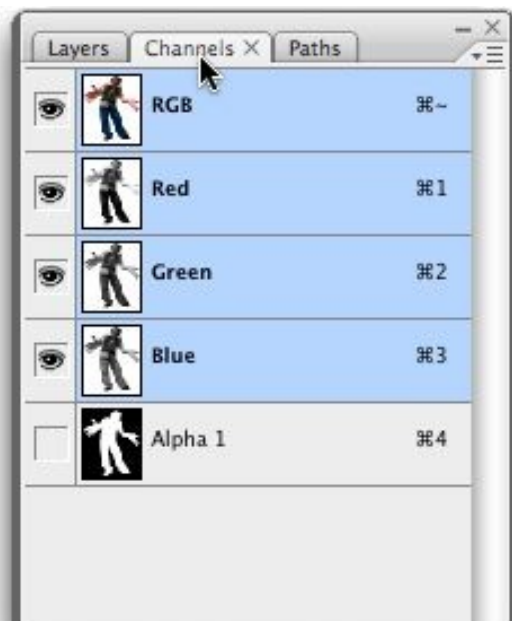 Layers Channels Paths
RGB ⌘~
Red ⌘1
Green ⌘2
Blue ⌘3
Alpha 1 ⌘4